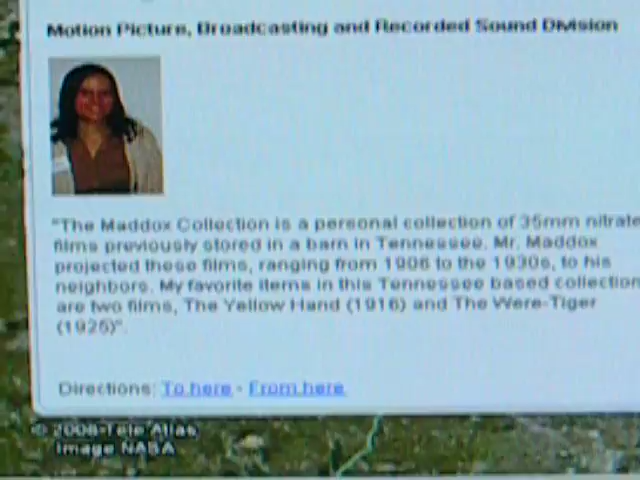 Motion Picture, Broadcasting and Recorded Sound Division
"The Maddox Collection is a personal collection of 35mm nitrate
films previously stored in a barn in Tennessee. Mr. Maddox
projected these films, ranging from 1906 to the 1930s, to his
neighbors. My favorite items in this Tennessee based collection
are two films, The Yellow Hand (1916) and The Were-Tiger
(1925)".
Directions: To here - From here
© 2008 Tele Atlas
Image NASA